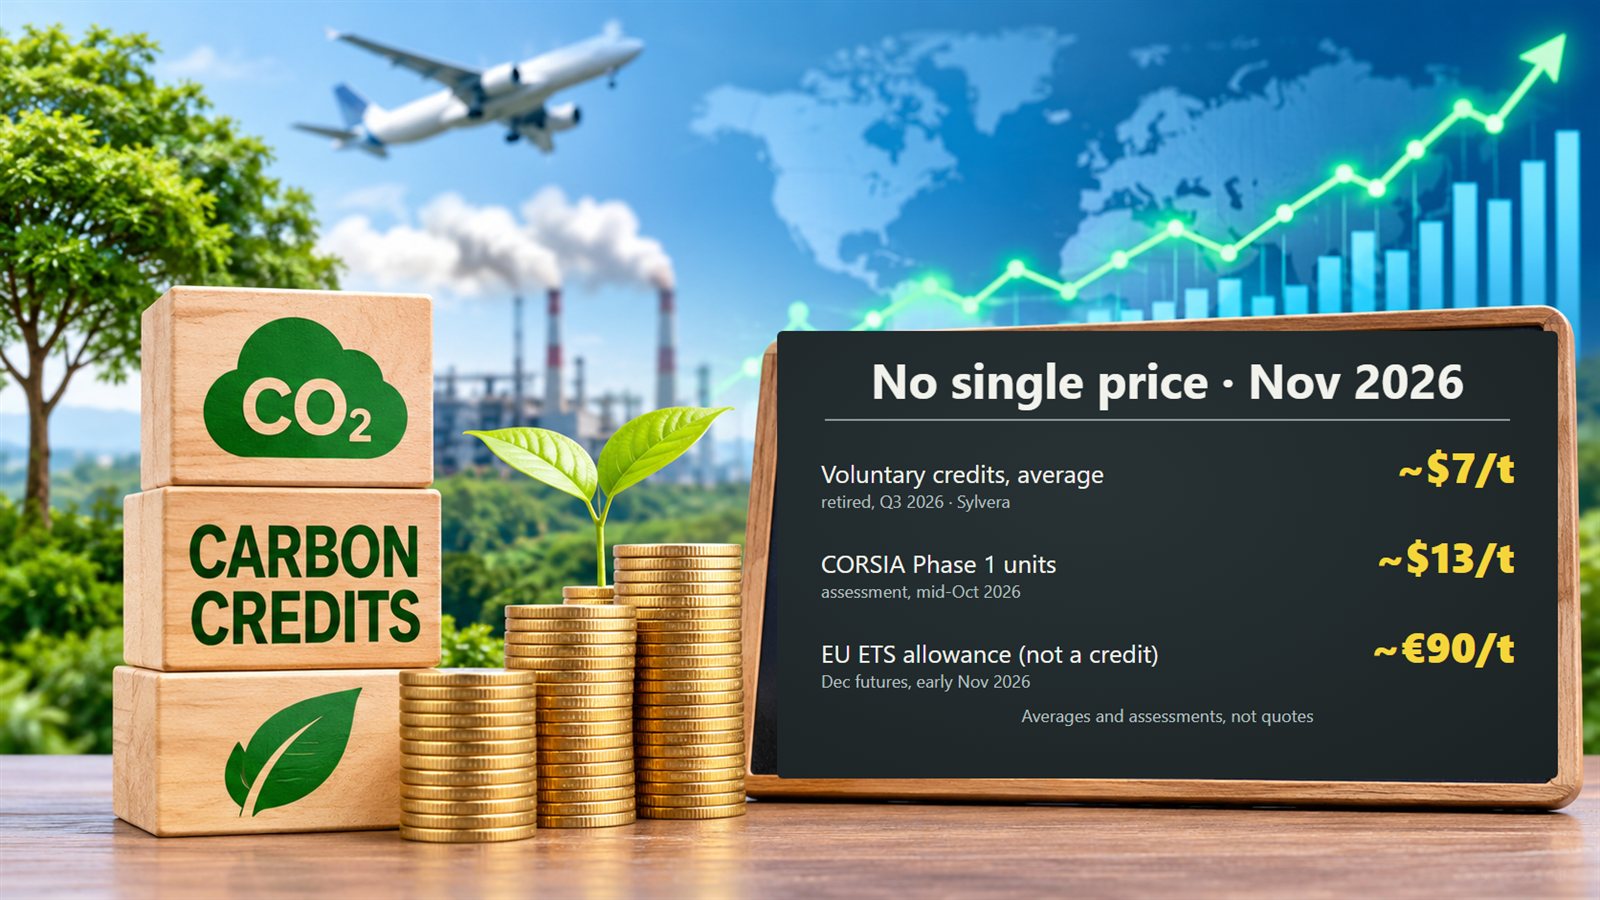 CO₂
CARBON
CREDITS
No single price · Nov 2026
Voluntary credits, average
~$7/t
retired, Q3 2026 · Sylvera
CORSIA Phase 1 units
~$13/t
assessment, mid-Oct 2026
EU ETS allowance (not a credit)
~€90/t
Dec futures, early Nov 2026
Averages and assessments, not quotes